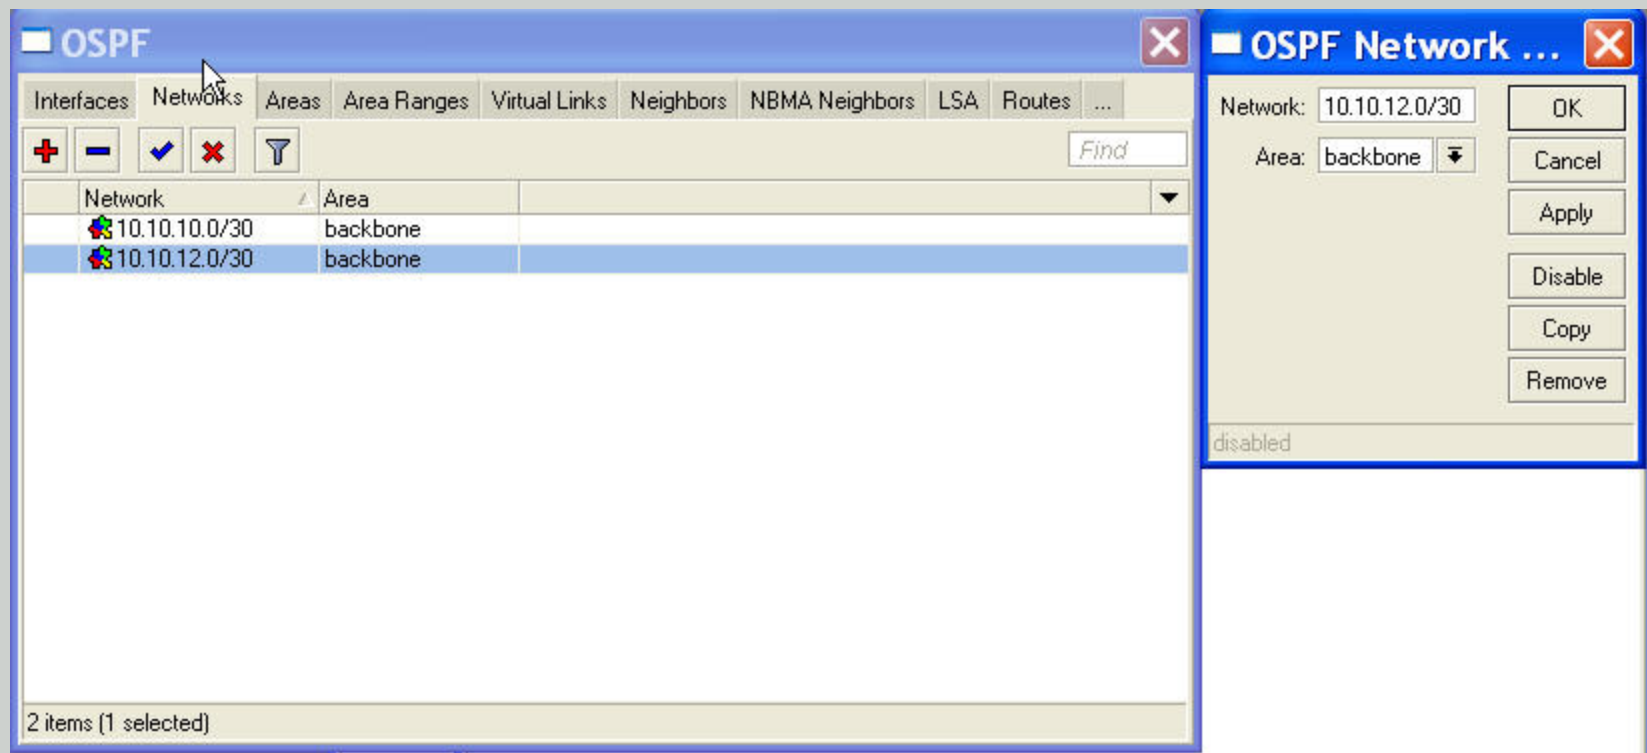 OSPF
Interfaces Networks Areas Area Ranges Virtual Links Neighbors NBMA Neighbors LSA Routes ...
Find
Network Area
10.10.10.0/30 backbone
10.10.12.0/30 backbone
2 items (1 selected)
OSPF Network ...
Network: 10.10.12.0/30 OK
Area: backbone Cancel
Apply
Disable
Copy
Remove
disabled